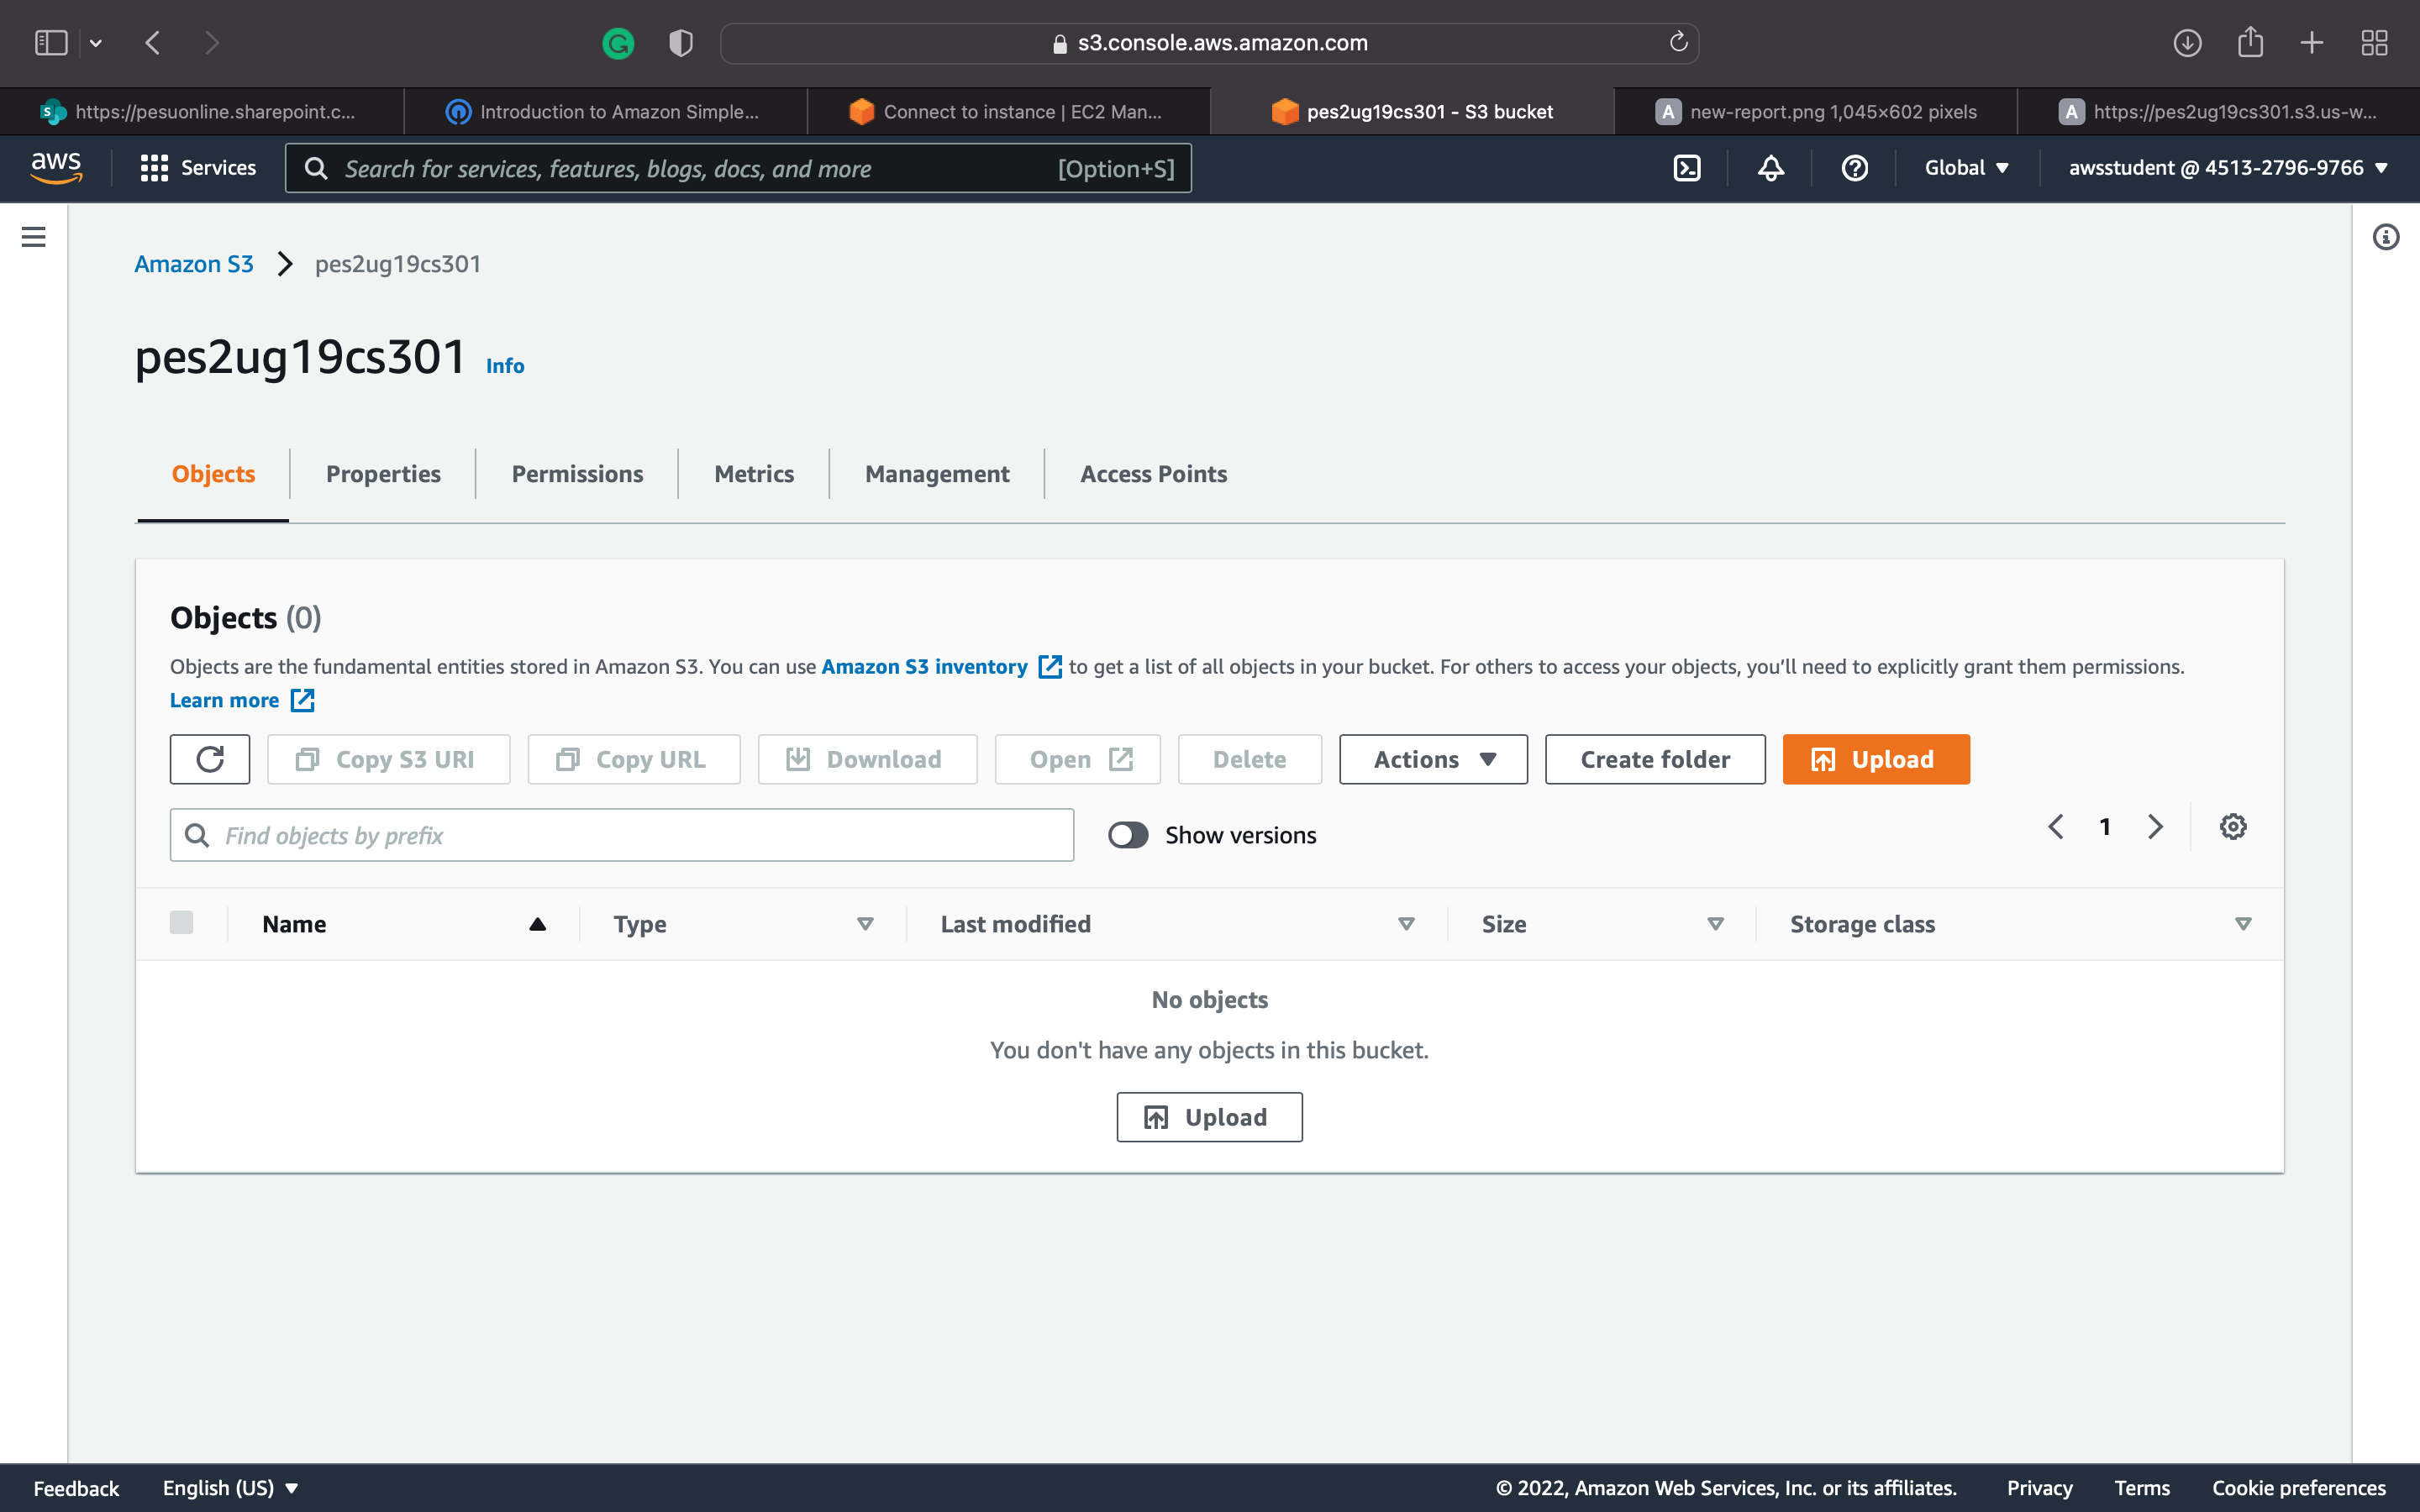 s3.console.aws.amazon.com
https://pesuonline.sharepoint.c...
Introduction to Amazon Simple...
Connect to instance | EC2 Man...
pes2ug19cs301 - S3 bucket
A new-report.png 1,045×602 pixels
A https://pes2ug19cs301.s3.us-w...
aws
Services
Search for services, features, blogs, docs, and more [Option+S]
Global
awsstudent @ 4513-2796-9766
Amazon S3 pes2ug19cs301
pes2ug19cs301 Info
Objects
Properties
Permissions
Metrics
Management
Access Points
Objects (0)
Objects are the fundamental entities stored in Amazon S3. You can use Amazon S3 inventory to get a list of all objects in your bucket. For others to access your objects, you’ll need to explicitly grant them permissions.
Learn more
Copy S3 URI
Copy URL
Download
Open
Delete
Actions
Create folder
Upload
Find objects by prefix
Show versions
1
Name
Type
Last modified
Size
Storage class
No objects
You don't have any objects in this bucket.
Upload
Feedback
English (US)
© 2022, Amazon Web Services, Inc. or its affiliates.
Privacy
Terms
Cookie preferences